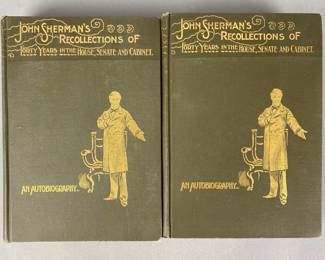 JOHN SHERMAN'S
RECOLLECTIONS OF
FORTY YEARS IN THE HOUSE, SENATE AND CABINET.
AN AUTOBIOGRAPHY.
JOHN SHERMAN'S
RECOLLECTIONS OF
FORTY YEARS IN THE HOUSE, SENATE AND CABINET.
AN AUTOBIOGRAPHY.